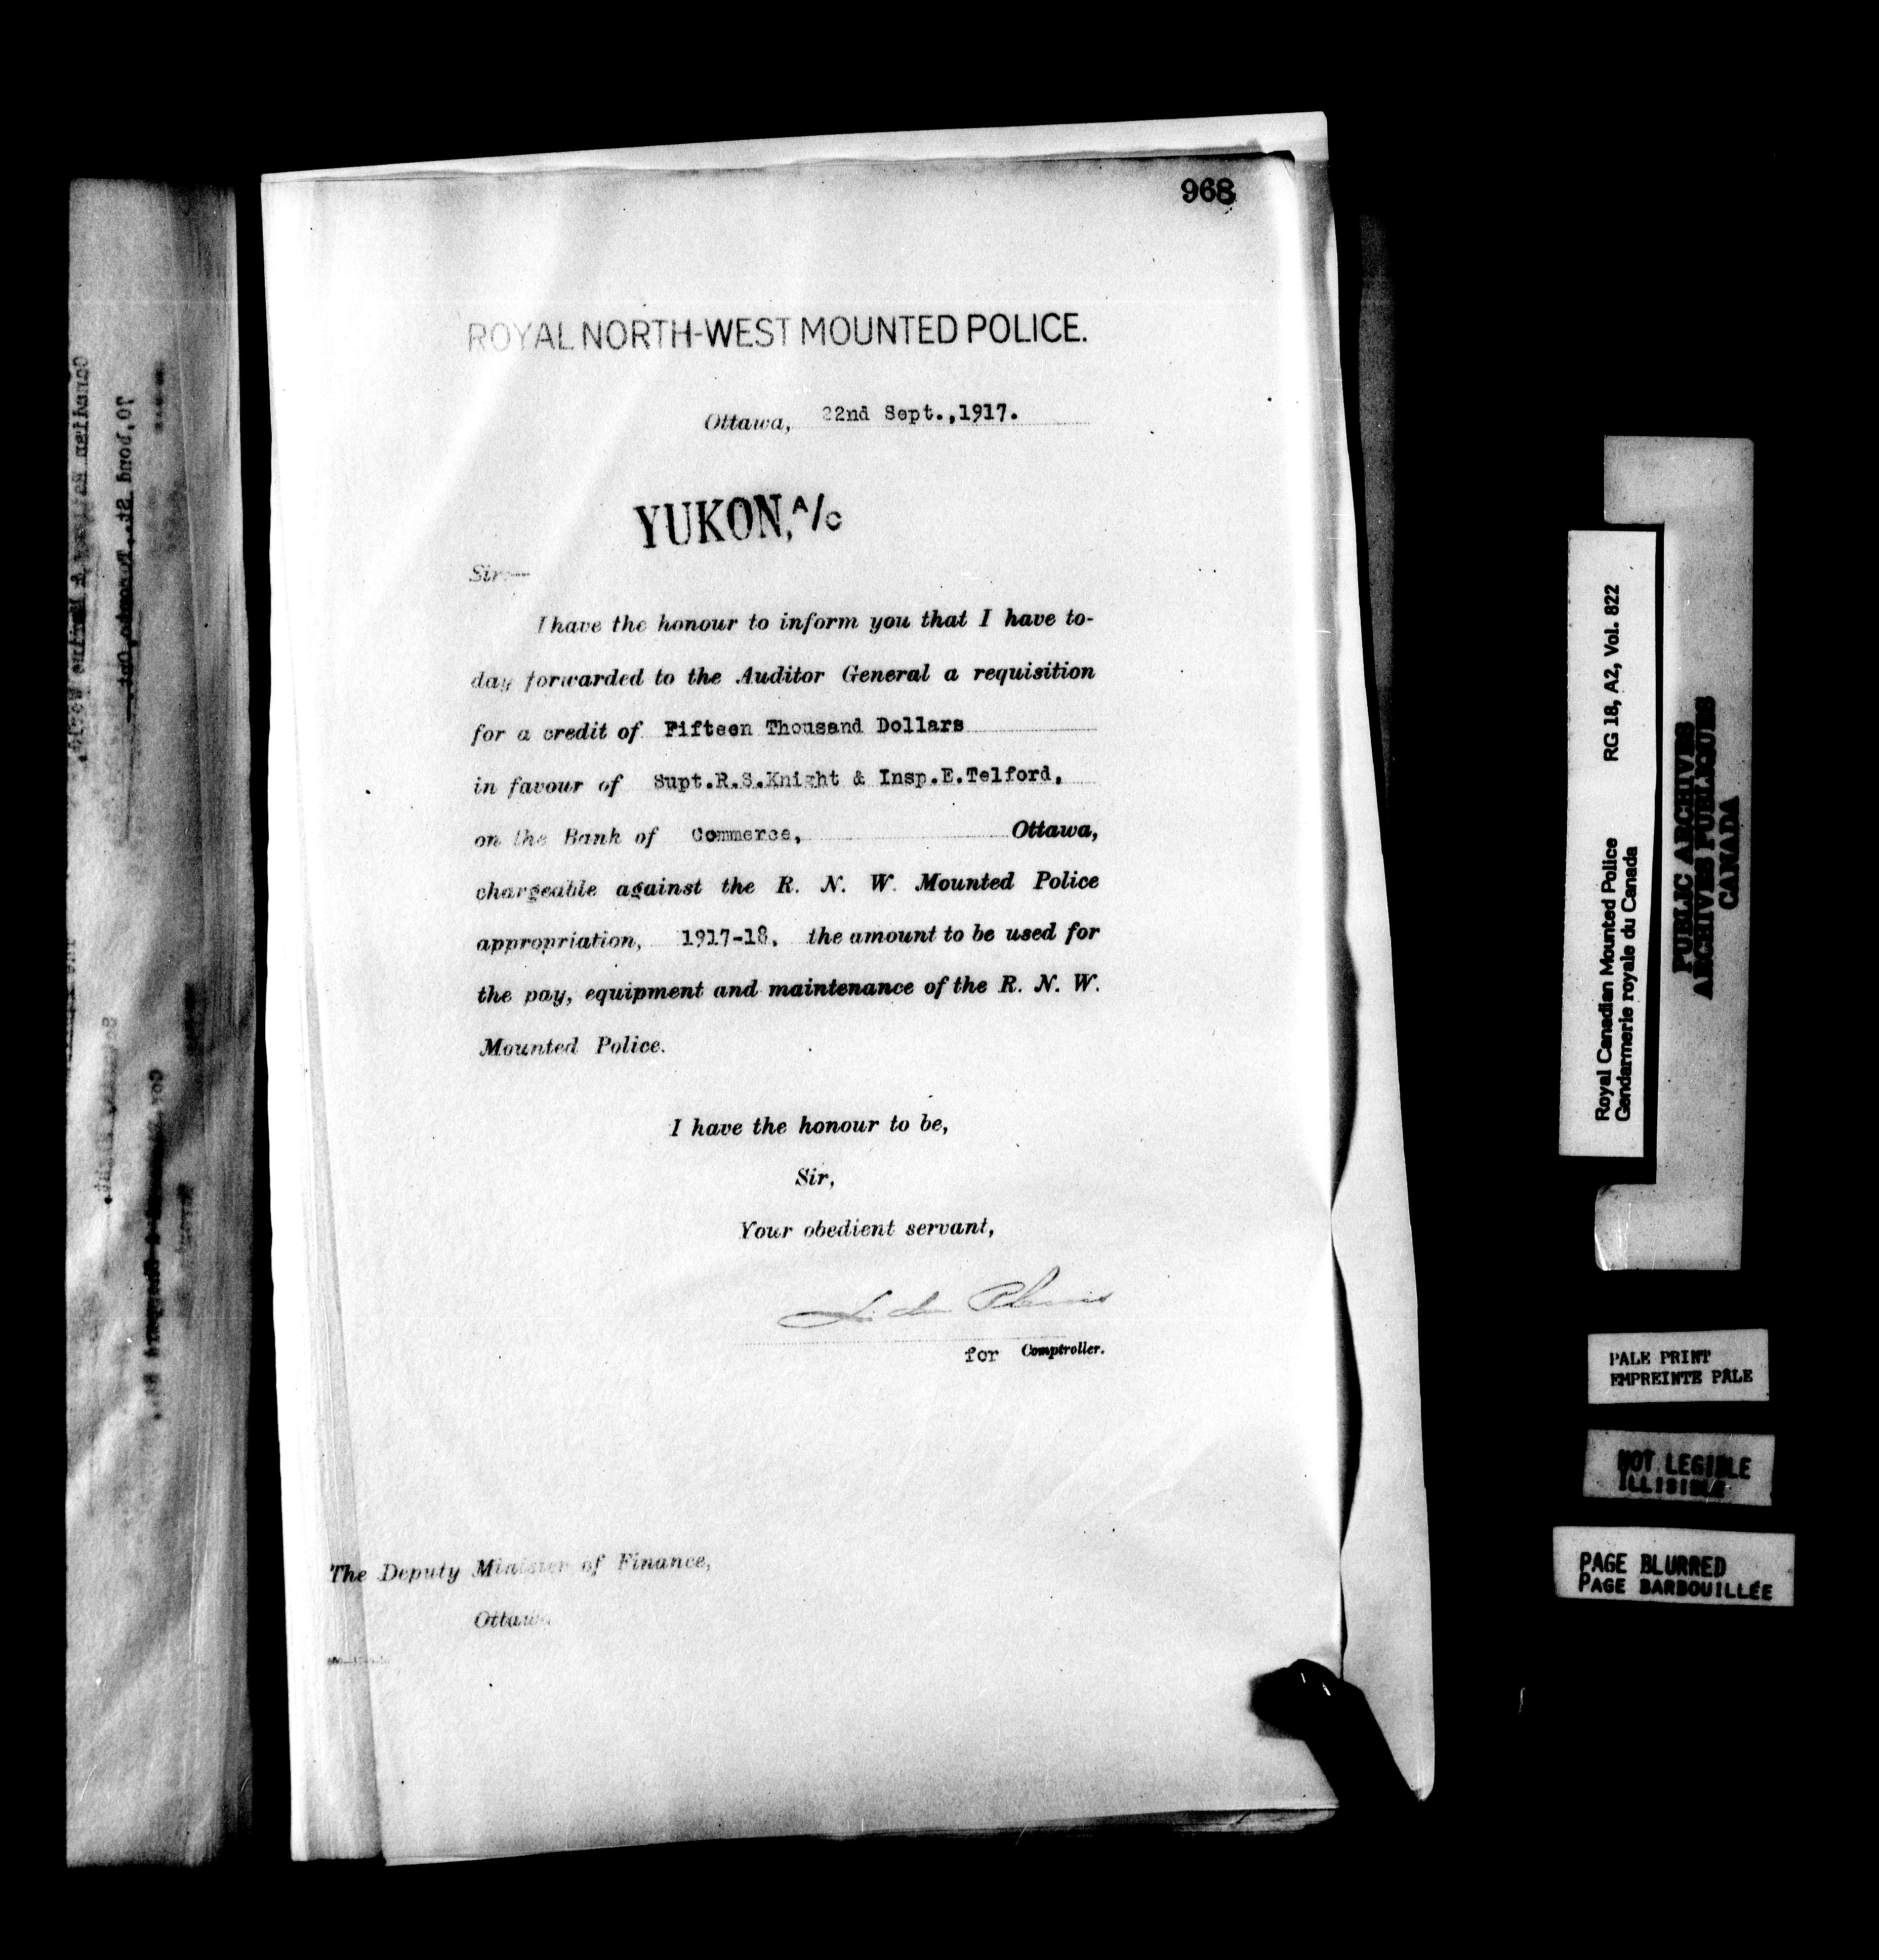 968
ROYAL NORTH-WEST MOUNTED POLICE.
Ottawa, 22nd Sept.,1917.
YUKON, A/c
Sir:—
I have the honour to inform you that I have to-
day forwarded to the Auditor General a requisition
for a credit of Fifteen Thousand Dollars
in favour of Supt.R.S.Knight & Insp.E.Telford,
on the Bank of Commerce, Ottawa,
chargeable against the R. N. W. Mounted Police
appropriation, 1917-18, the amount to be used for
the pay, equipment and maintenance of the R. N. W.
Mounted Police.
I have the honour to be,
Sir,
Your obedient servant,
for Comptroller.
The Deputy Minister of Finance,
Ottawa
Royal Canadian Mounted Police RG 18, A2, Vol. 822
Gendarmerie royale du Canada
PUBLIC ARCHIVES
ARCHIVES PUBLIQUES
CANADA
PALE PRINT
EMPREINTE PÂLE
NOT LEGIBLE
ILLISIBLE
PAGE BLURRED
PAGE BARBOUILLÉE
70, Bond St., Toronto, Ont.